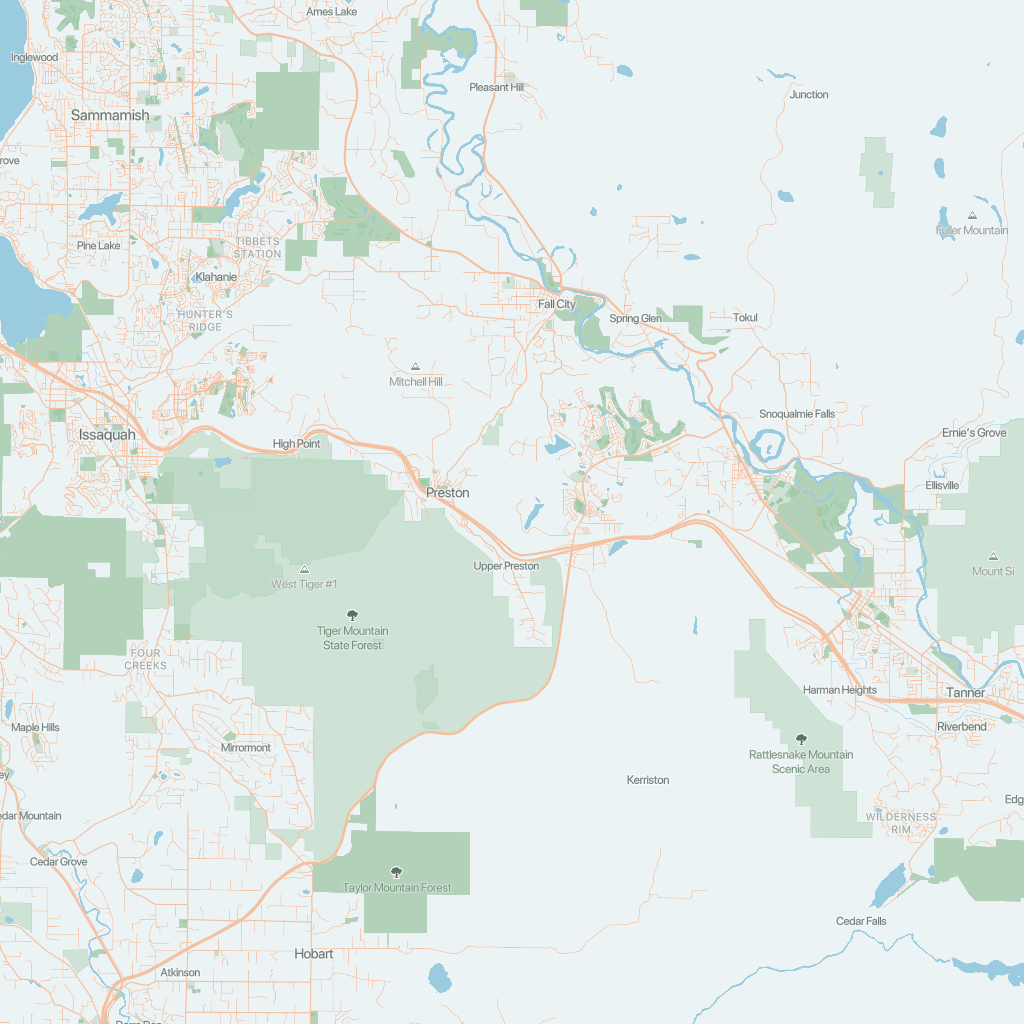 Ames Lake
Inglewood
Pleasant Hill
Junction
Sammamish
rove
Fuller Mountain
Pine Lake
TIBBETS
STATION
Klahanie
Fall City
HUNTER'S
RIDGE
Spring Glen
Tokul
Mitchell Hill
Snoqualmie Falls
Issaquah
High Point
Ernie's Grove
Ellisville
Preston
Upper Preston
Mount Si
West Tiger #1
Tiger Mountain
State Forest
FOUR
CREEKS
Harman Heights
Tanner
Maple Hills
Riverbend
Mirrormont
Rattlesnake Mountain
Scenic Area
ey
Kerriston
Edg
edar Mountain
WILDERNESS
RIM
Cedar Grove
Taylor Mountain Forest
Cedar Falls
Hobart
Atkinson